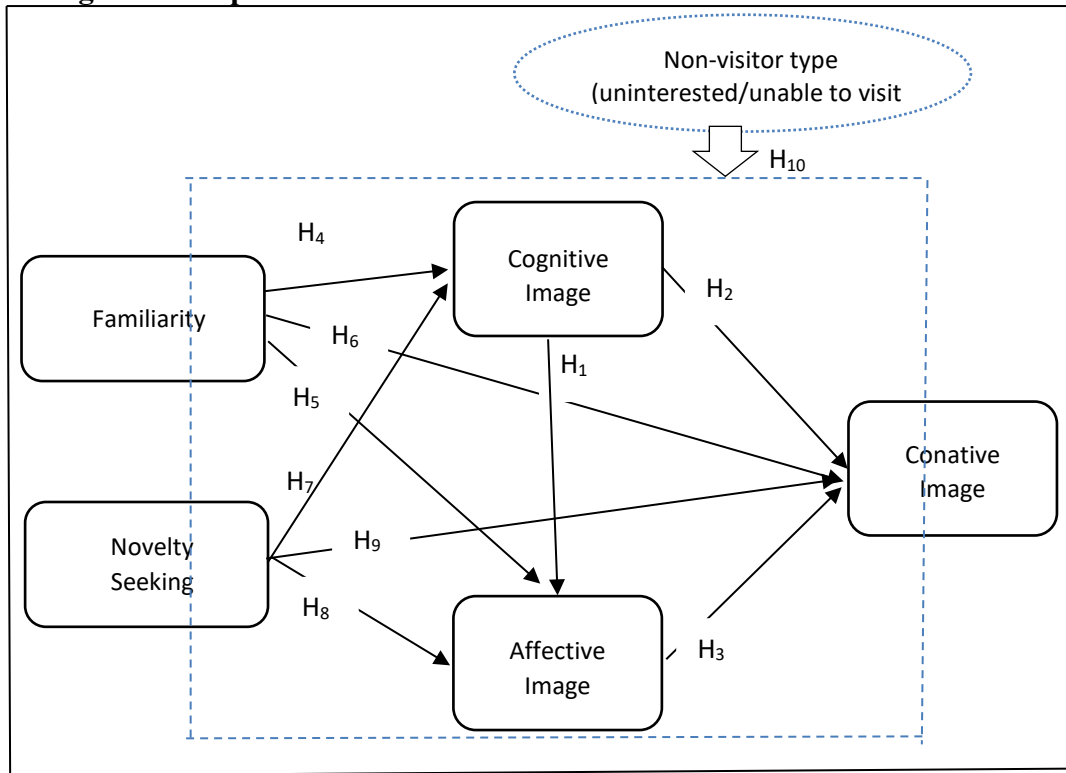 Non-visitor type
(uninterested/unable to visit
H10
H4
Cognitive
Image
H2
Familiarity
H6
H1
H5
Conative
Image
H7
Novelty
Seeking
H9
H8
Affective
Image
H3